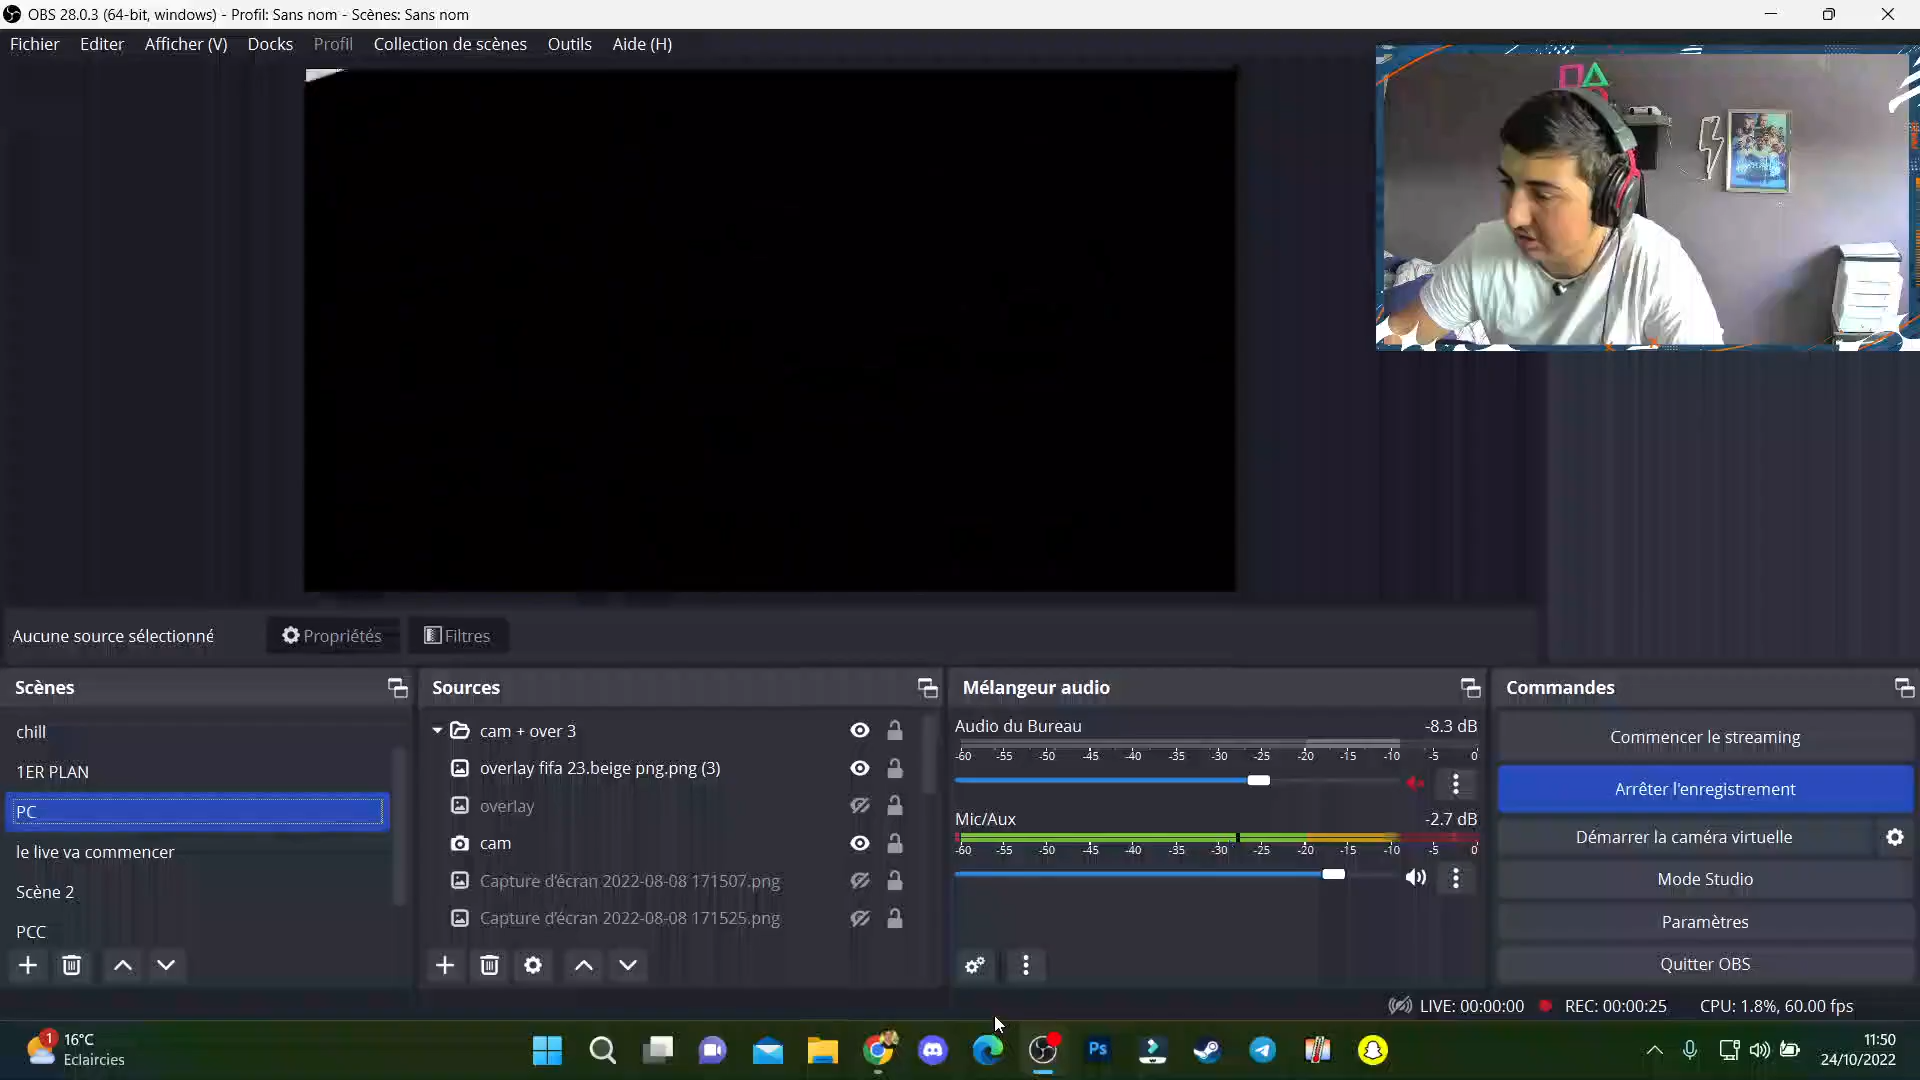 OBS 28.0.3 (64-bit, windows) - Profil: Sans nom - Scènes: Sans nom
Fichier Editer Afficher (V) Docks Profil Collection de scènes Outils Aide (H)
Aucune source sélectionné Propriétés Filtres
Scènes
chill
1ER PLAN
PC
le live va commencer
Scène 2
PCC
Sources
cam + over 3
overlay fifa 23.beige png.png (3)
overlay
cam
Capture d'écran 2022-08-08 171507.png
Capture d'écran 2022-08-08 171525.png
Mélangeur audio
Audio du Bureau -8.3 dB
-60 -55 -50 -45 -40 -35 -30 -25 -20 -15 -10 -5 0
Mic/Aux -2.7 dB
-60 -55 -50 -45 -40 -35 -30 -25 -20 -15 -10 -5 0
Commandes
Commencer le streaming
Arrêter l'enregistrement
Démarrer la caméra virtuelle
Mode Studio
Paramètres
Quitter OBS
LIVE: 00:00:00 REC: 00:00:25 CPU: 1.8%, 60.00 fps
1
16°C
Eclaircies
Ps
11:50
24/10/2022